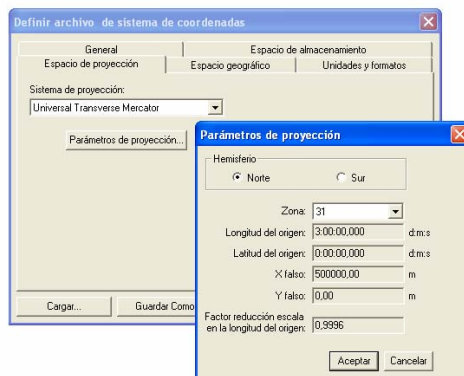 Definir archivo de sistema de coordenadas
General
Espacio de almacenamiento
Espacio de proyección
Espacio geográfico
Unidades y formatos
Sistema de proyección:
Universal Transverse Mercator
Parámetros de proyección...
Cargar...
Guardar Como
Parámetros de proyección
Hemisferio
Norte
Sur
Zona: 31
Longitud del origen: 3:00:00,000 d:m:s
Latitud del origen: 0:00:00,000 d:m:s
X falso: 500000,00 m
Y falso: 0,00 m
Factor reducción escala
en la longitud del origen: 0,9996
Aceptar
Cancelar